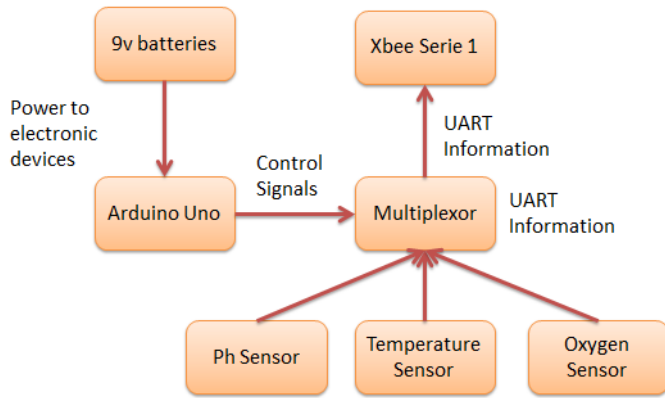 9v batteries
Xbee Serie 1
Power to
electronic
devices
UART
Information
Control
Signals
Arduino Uno
Multiplexor
UART
Information
Ph Sensor
Temperature
Sensor
Oxygen
Sensor